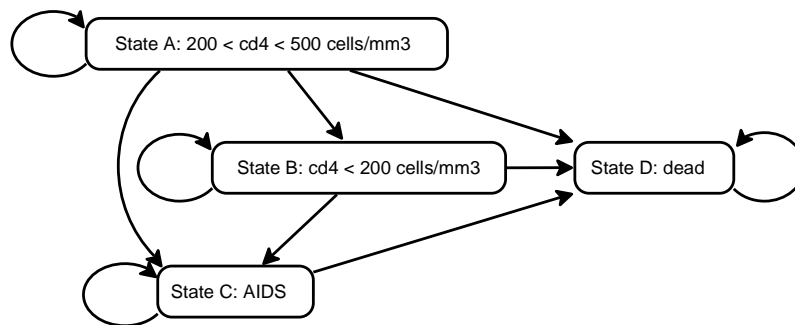 State A: 200 < cd4 < 500 cells/mm3
State B: cd4 < 200 cells/mm3
State D: dead
State C: AIDS